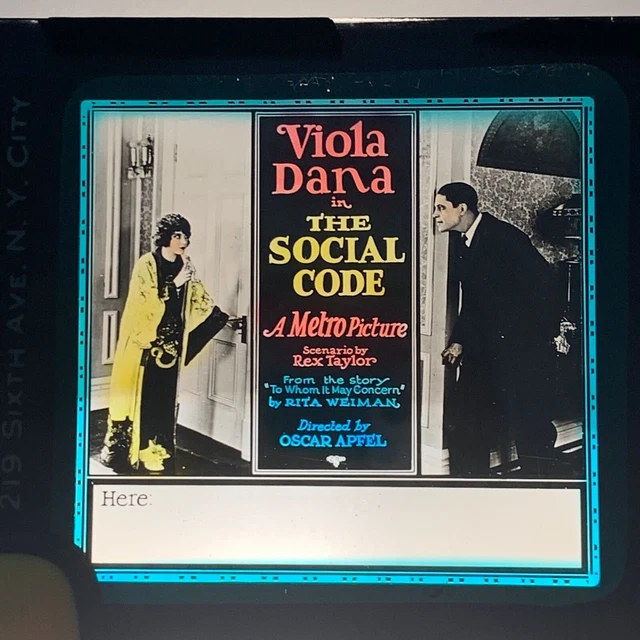 Viola
Dana
in
THE
SOCIAL
CODE
A Metro Picture
Scenario by
Rex Taylor
From the story
"To Whom It May Concern"
by RITA WEIMAN
Directed by
OSCAR APFEL
Here:
219 SIXTH AVE. N.Y. CITY